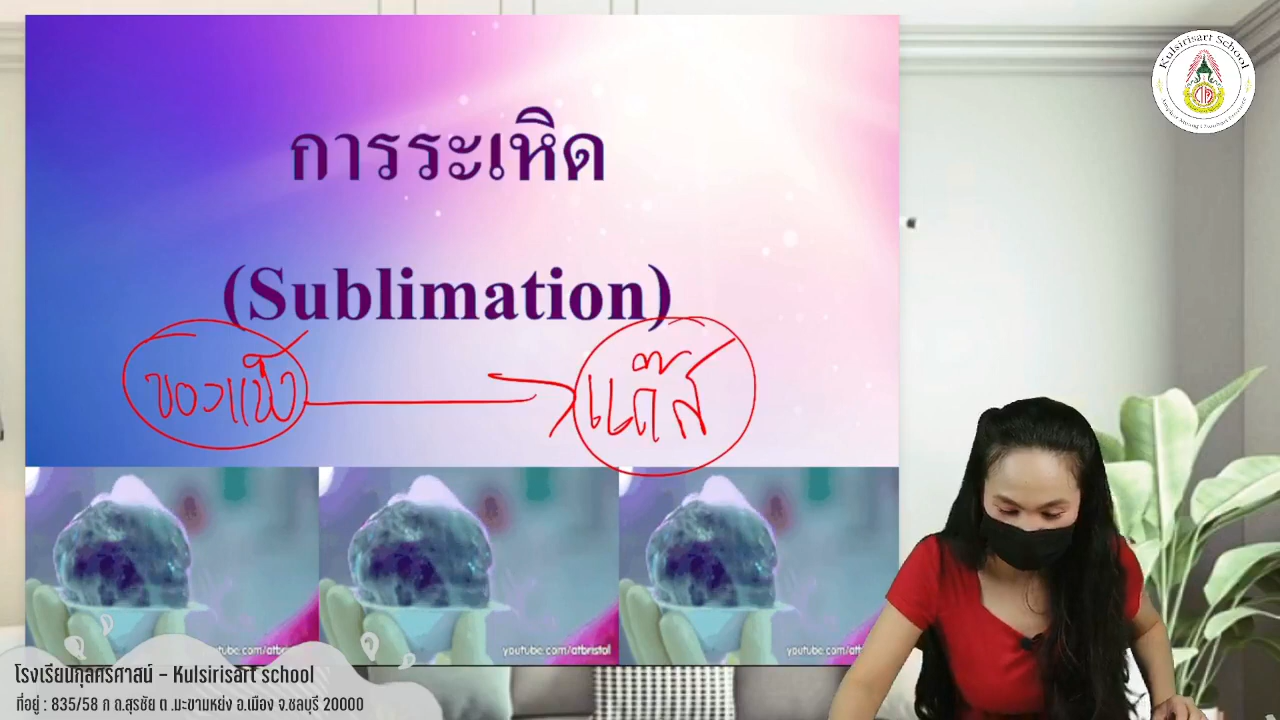 Kulsirisart School
การระเหิด
(Sublimation)
ของแข็ง
แก๊ส
youtube.com/atbristol
youtube.com/atbristol
โรงเรียนกุลศิริศาสน์ - Kulsirisart school
ที่อยู่ : 835/58 ก ถ.สุรชัย ต .มะขามหย่ง อ.เมือง จ.ชลบุรี 20000